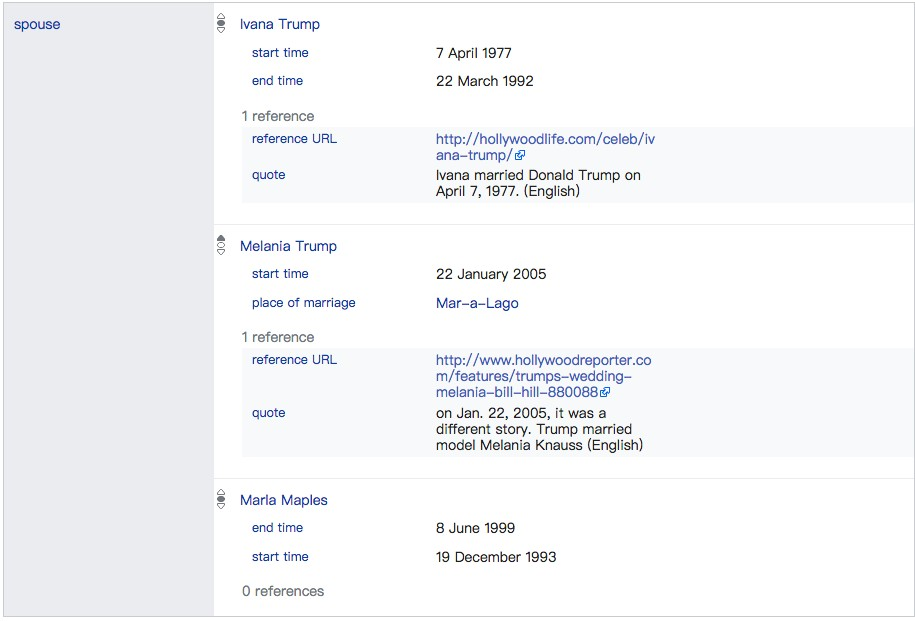 spouse
Ivana Trump
start time 7 April 1977
end time 22 March 1992
1 reference
reference URL http://hollywoodlife.com/celeb/iv
ana-trump/
quote Ivana married Donald Trump on
April 7, 1977. (English)
Melania Trump
start time 22 January 2005
place of marriage Mar-a-Lago
1 reference
reference URL http://www.hollywoodreporter.co
m/features/trumps-wedding-
melania-bill-hill-880088
quote on Jan. 22, 2005, it was a
different story. Trump married
model Melania Knauss (English)
Marla Maples
end time 8 June 1999
start time 19 December 1993
0 references